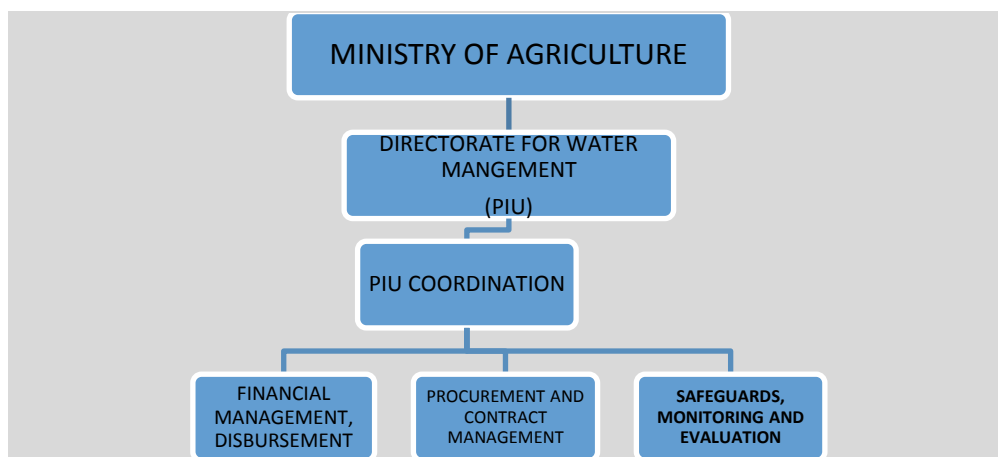 MINISTRY OF AGRICULTURE
DIRECTORATE FOR WATER
MANGEMENT
(PIU)
PIU COORDINATION
FINANCIAL
MANAGEMENT,
DISBURSEMENT
PROCUREMENT AND
CONTRACT
MANAGEMENT
SAFEGUARDS,
MONITORING AND
EVALUATION